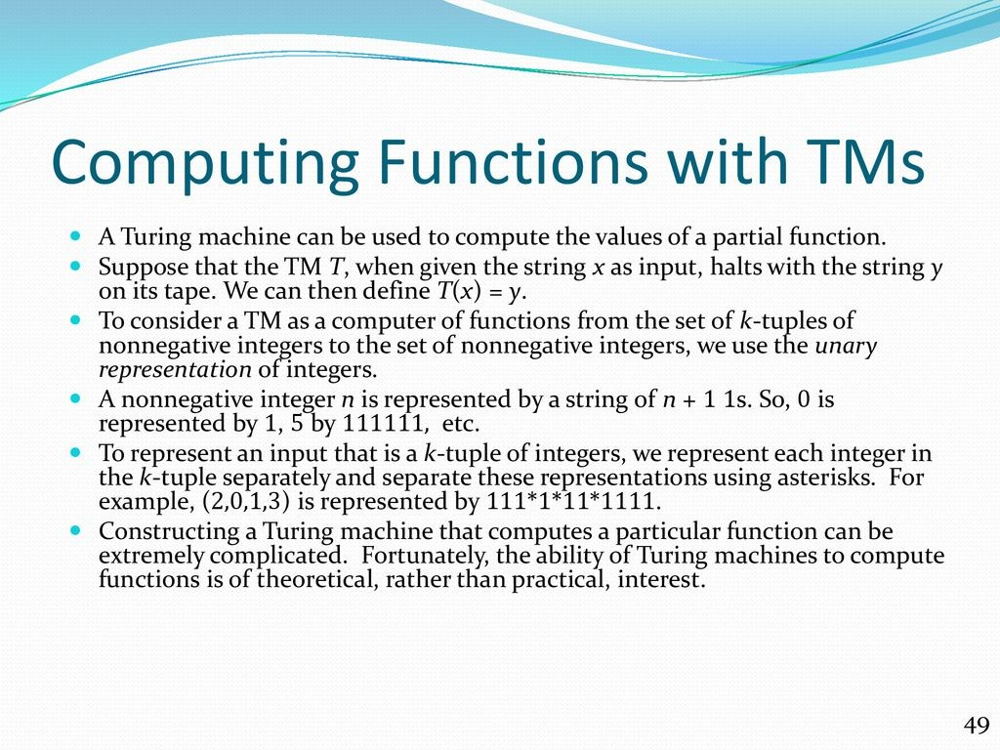 Computing Functions with TMs
• A Turing machine can be used to compute the values of a partial function.
• Suppose that the TM T, when given the string x as input, halts with the string y
on its tape. We can then define T(x) = y.
• To consider a TM as a computer of functions from the set of k-tuples of
nonnegative integers to the set of nonnegative integers, we use the unary
representation of integers.
• A nonnegative integer n is represented by a string of n + 1 1s. So, 0 is
represented by 1, 5 by 111111,  etc.
• To represent an input that is a k-tuple of integers, we represent each integer in
the k-tuple separately and separate these representations using asterisks.  For
example, (2,0,1,3) is represented by 111*1*11*1111.
• Constructing a Turing machine that computes a particular function can be
extremely complicated.  Fortunately, the ability of Turing machines to compute
functions is of theoretical, rather than practical, interest.
49